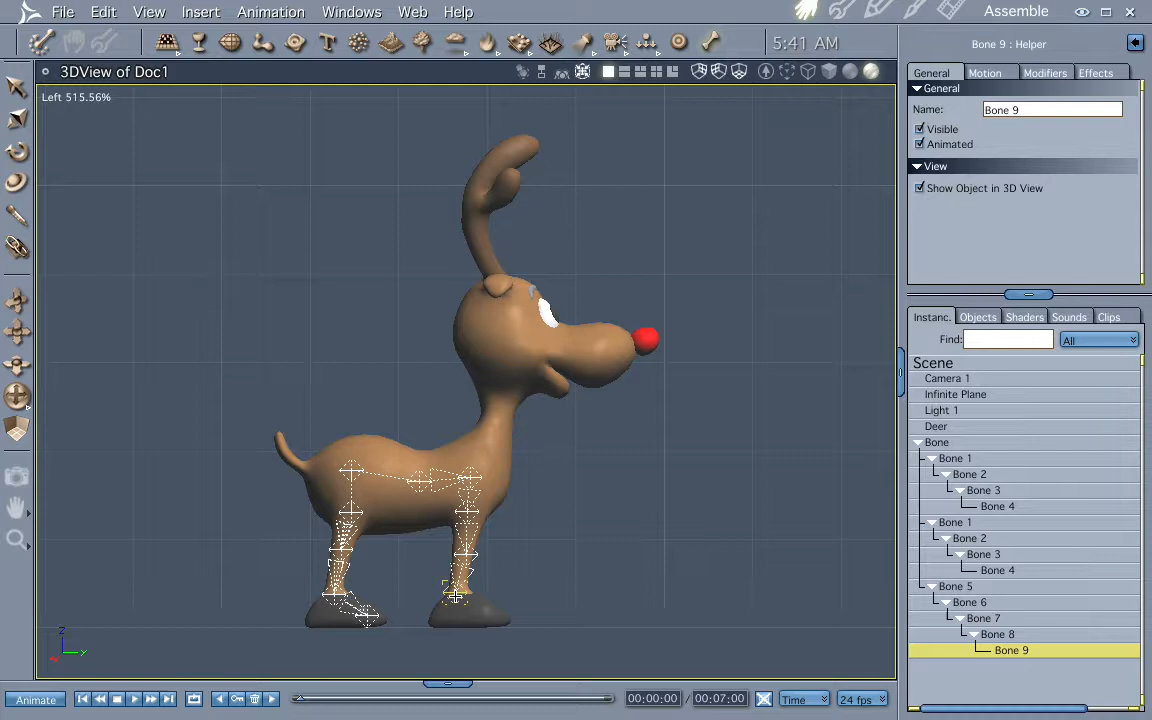 File Edit View Insert Animation Windows Web Help Assemble
5:41 AM
Bone 9 : Helper
3DView of Doc1
Left 515.56%
General Motion Modifiers Effects
General
Name: Bone 9
Visible
Animated
View
Show Object in 3D View
Instanc. Objects Shaders Sounds Clips
Find: All
Scene
Camera 1
Infinite Plane
Light 1
Deer
Bone
Bone 1
Bone 2
Bone 3
Bone 4
Bone 1
Bone 2
Bone 3
Bone 4
Bone 5
Bone 6
Bone 7
Bone 8
Bone 9
Z
Y
Animate 00:00:00 / 00:07:00 Time 24 fps